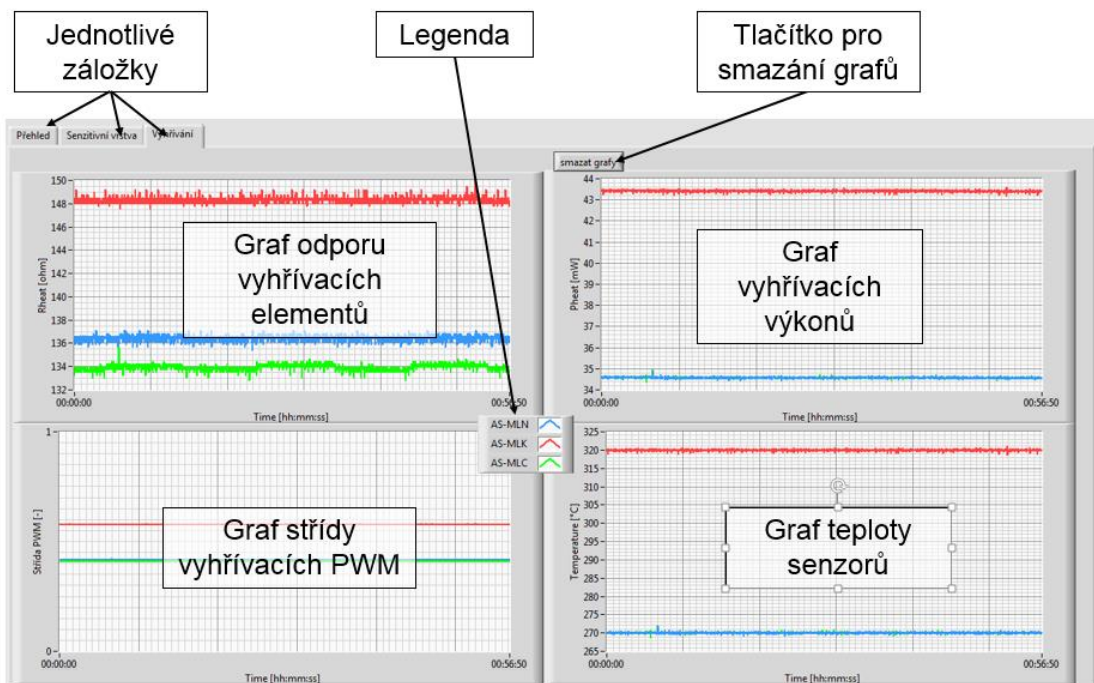 Jednotlivé
záložky
Legenda
Tlačítko pro
smazání grafů
Přehled
Senzitivní vrstva
Vyhřívání
smazat grafy
150
148
146
144
142
140
138
136
134
132
Rheat [ohm]
Graf odporu
vyhřívacích
elementů
00:00:00
00:56:50
Time [hh:mm:ss]
44
43
42
41
40
39
38
37
36
35
34
Pheat [mW]
Graf
vyhřívacích
výkonů
00:00:00
00:56:50
Time [hh:mm:ss]
AS-MLN
AS-MLK
AS-MLC
1
0
Střída PWM [-]
Graf střídy
vyhřívacích PWM
00:00:00
00:56:50
Time [hh:mm:ss]
325
320
315
310
305
300
295
290
285
280
275
270
265
Temperature [°C]
Graf teploty
senzorů
00:00:00
00:56:50
Time [hh:mm:ss]